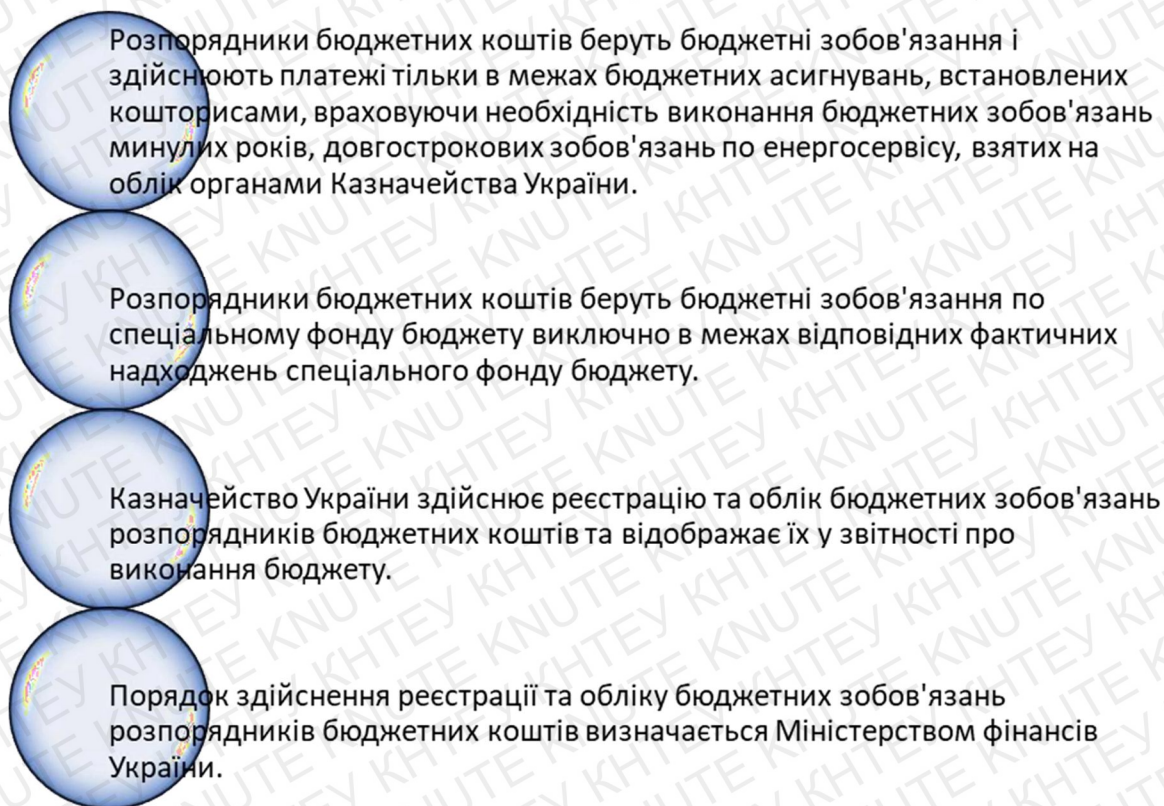 Розпорядники бюджетних коштів беруть бюджетні зобов'язання і
здійснюють платежі тільки в межах бюджетних асигнувань, встановлених
кошторисами, враховуючи необхідність виконання бюджетних зобов'язань
минулих років, довгострокових зобов'язань по енергосервісу, взятих на
облік органами Казначейства України.
Розпорядники бюджетних коштів беруть бюджетні зобов'язання по
спеціальному фонду бюджету виключно в межах відповідних фактичних
надходжень спеціального фонду бюджету.
Казначейство України здійснює реєстрацію та облік бюджетних зобов'язань
розпорядників бюджетних коштів та відображає їх у звітності про
виконання бюджету.
Порядок здійснення реєстрації та обліку бюджетних зобов'язань
розпорядників бюджетних коштів визначається Міністерством фінансів
України.